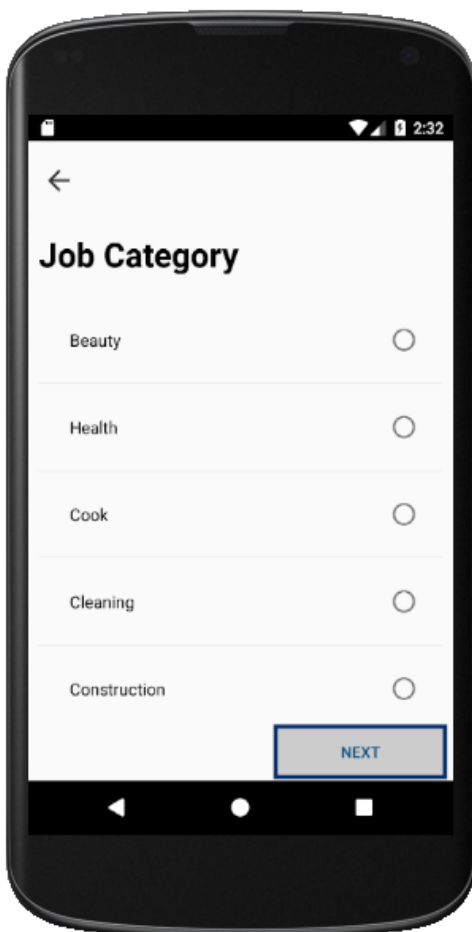 2:32
Job Category
Beauty
Health
Cook
Cleaning
Construction
NEXT